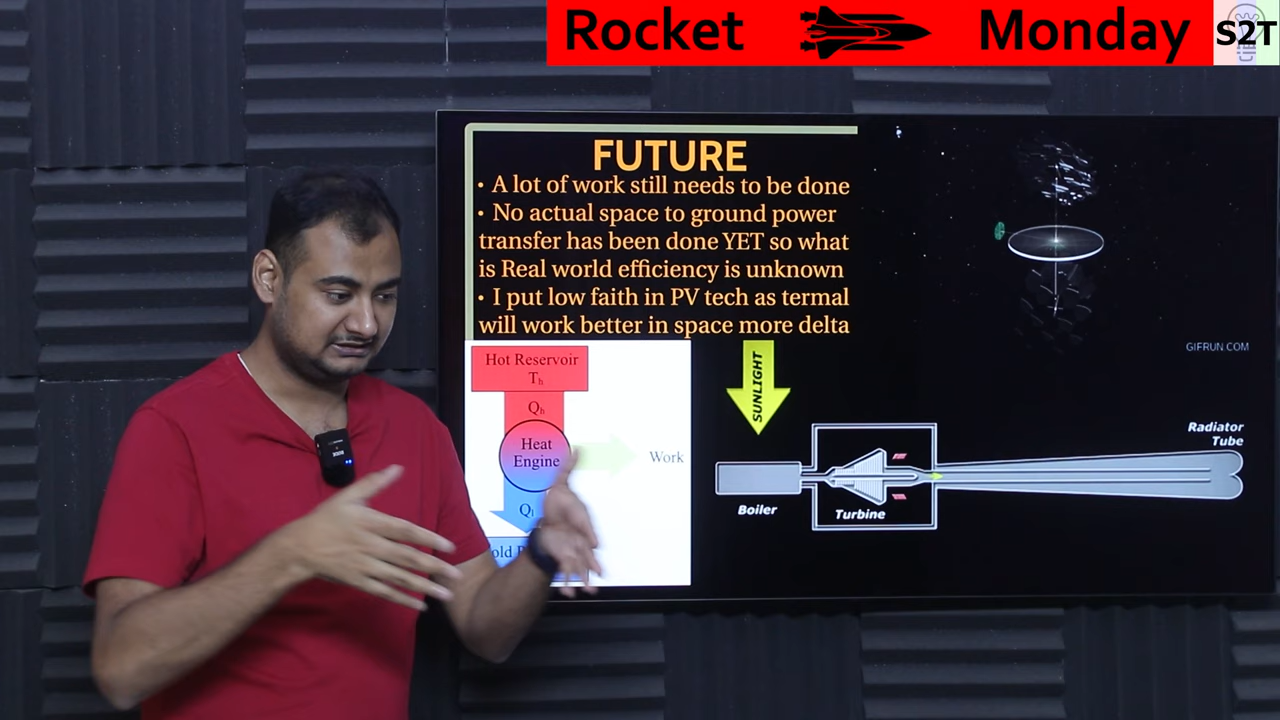 Rocket Monday S2T
FUTURE
• A lot of work still needs to be done
• No actual space to ground power
transfer has been done YET so what
is Real world efficiency is unknown
• I put low faith in PV tech as termal
will work better in space more delta
GIFRUN.COM
Hot Reservoir
Th
Qh
Heat
Engine
Work
SUNLIGHT
Boiler
Turbine
Radiator
Tube